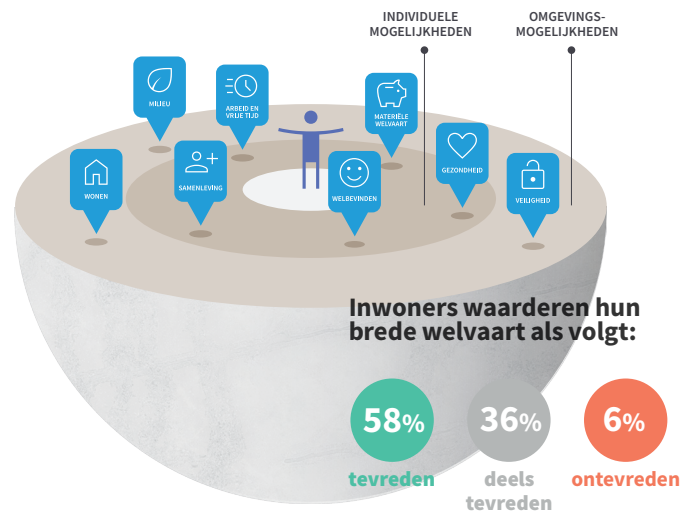 INDIVIDUELE
MOGELIJKHEDEN
OMGEVINGS-
MOGELIJKHEDEN
MILIEU
ARBEID EN
VRIJE TIJD
MATERIËLE
WELVAART
GEZONDHEID
WONEN
SAMENLEVING
WELBEVINDEN
VEILIGHEID
Inwoners waarderen hun
brede welvaart als volgt:
58%
36%
6%
tevreden
deels
tevreden
ontevreden